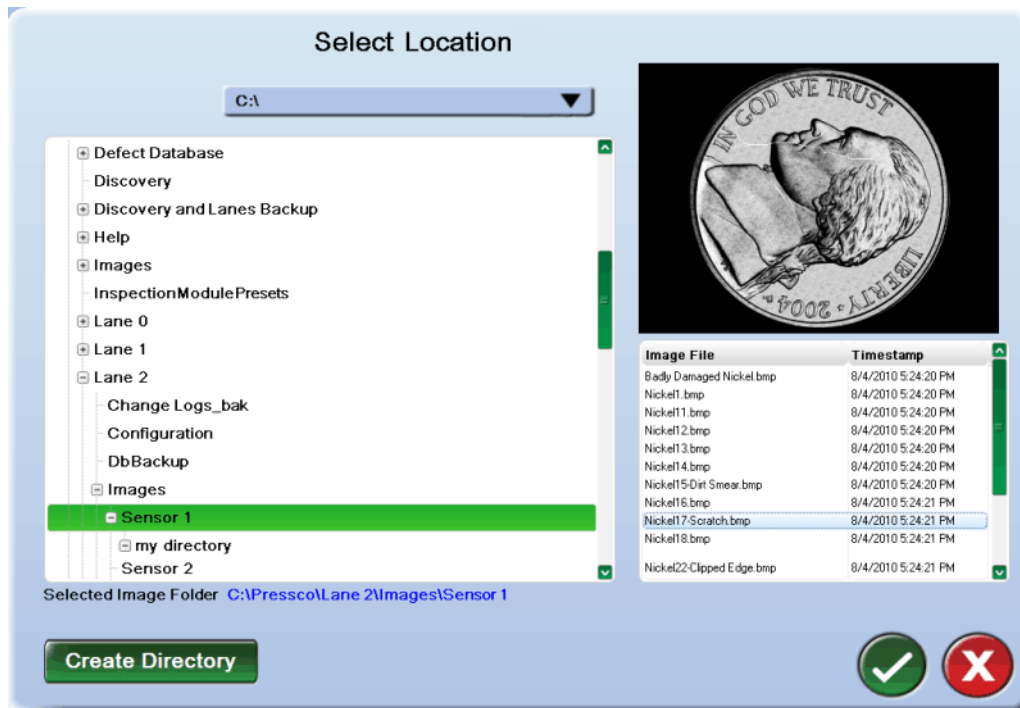 Select Location
C:\
Defect Database
Discovery
Discovery and Lanes Backup
Help
Images
InspectionModulePresets
Lane 0
Lane 1
Lane 2
Change Logs_bak
Configuration
DbBackup
Images
Sensor 1
my directory
Sensor 2
Selected Image Folder C:\Pressco\Lane 2\Images\Sensor 1
Create Directory
IN GOD WE TRUST
LIBERTY · 2004
Image File Timestamp
Badly Damaged Nickel.bmp 8/4/2010 5:24:20 PM
Nickel1.bmp 8/4/2010 5:24:20 PM
Nickel11.bmp 8/4/2010 5:24:20 PM
Nickel12.bmp 8/4/2010 5:24:20 PM
Nickel13.bmp 8/4/2010 5:24:20 PM
Nickel14.bmp 8/4/2010 5:24:20 PM
Nickel15-Dirt Smear.bmp 8/4/2010 5:24:20 PM
Nickel16.bmp 8/4/2010 5:24:21 PM
Nickel17-Scratch.bmp 8/4/2010 5:24:21 PM
Nickel18.bmp 8/4/2010 5:24:21 PM
Nickel22-Clipped Edge.bmp 8/4/2010 5:24:21 PM